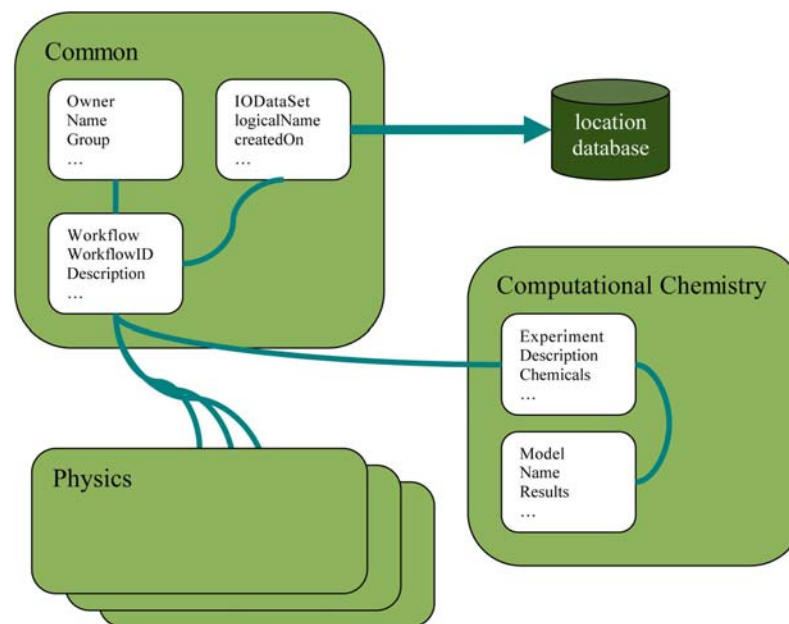 Common
Owner
Name
Group
…
IODataSet
logicalName
createdOn
…
location
database
Workflow
WorkflowID
Description
…
Computational Chemistry
Experiment
Description
Chemicals
…
Model
Name
Results
…
Physics